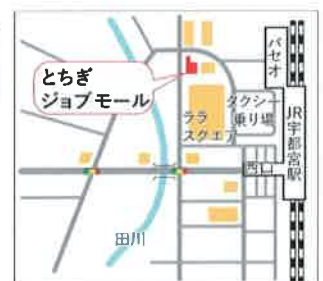 とちぎ
ジョブモール
パセオ
タクシー
乗り場
ララ
スクエア
JR宇都宮駅
西口
田川